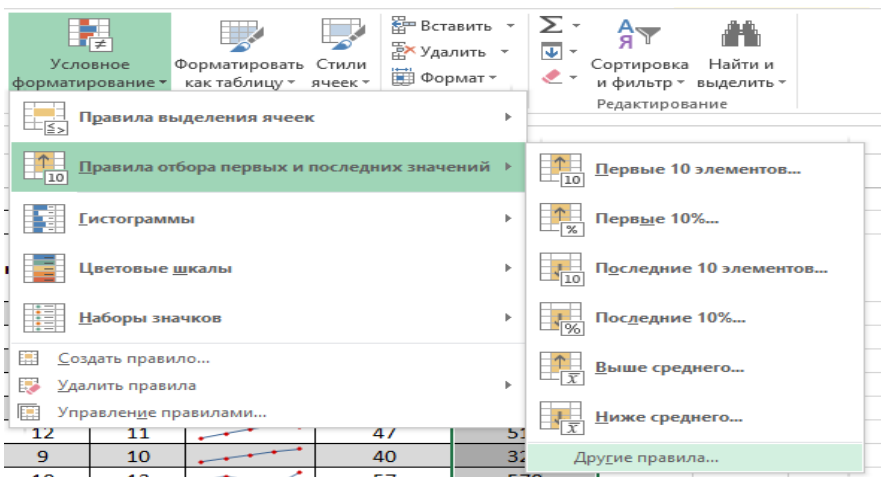 Условное форматирование
Форматировать как таблицу
Стили ячеек
Вставить
Удалить
Формат
Сортировка и фильтр
Найти и выделить
Редактирование
Правила выделения ячеек
Правила отбора первых и последних значений
Гистограммы
Цветовые шкалы
Наборы значков
Создать правило...
Удалить правила
Управление правилами...
Первые 10 элементов...
Первые 10%...
Последние 10 элементов...
Последние 10%...
Выше среднего...
Ниже среднего...
Другие правила...
12 11 47 51
9 10 40 32